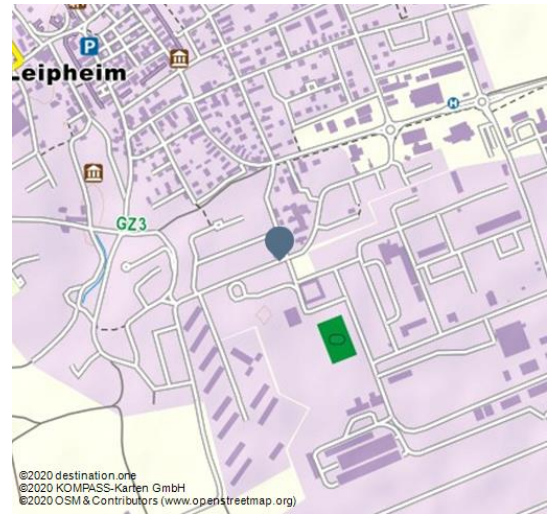 P
Leipheim
H
GZ3
©2020 destination.one
©2020 KOMPASS-Karten GmbH
©2020 OSM & Contributors (www.openstreetmap.org)